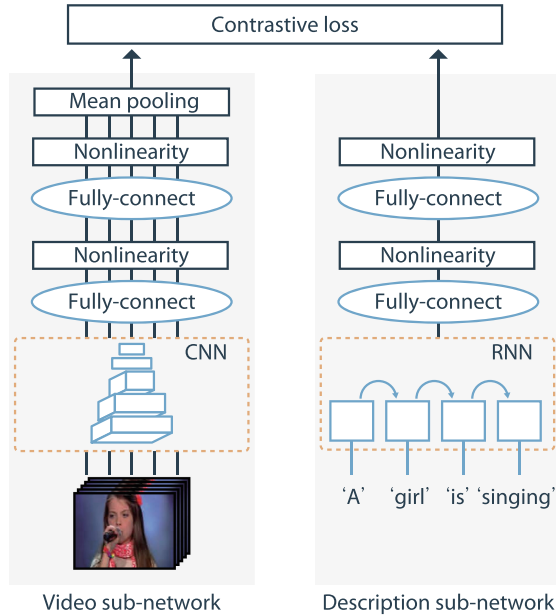 Contrastive loss
Mean pooling
Nonlinearity
Fully-connect
Nonlinearity
Fully-connect
CNN
Video sub-network
Nonlinearity
Fully-connect
Nonlinearity
Fully-connect
RNN
‘A’ ‘girl’ ‘is’ ‘singing’
Description sub-network